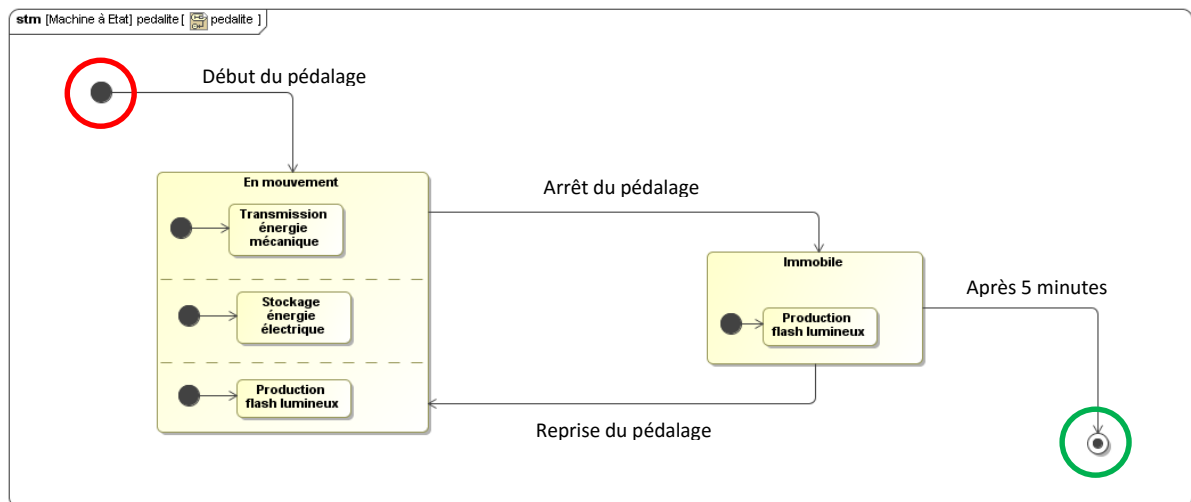 stm [Machine à Etat] pedalite [ pedalite ]
Début du pédalage
En mouvement
Transmission
énergie
mécanique
Stockage
énergie
électrique
Production
flash lumineux
Arrêt du pédalage
Immobile
Production
flash lumineux
Après 5 minutes
Reprise du pédalage